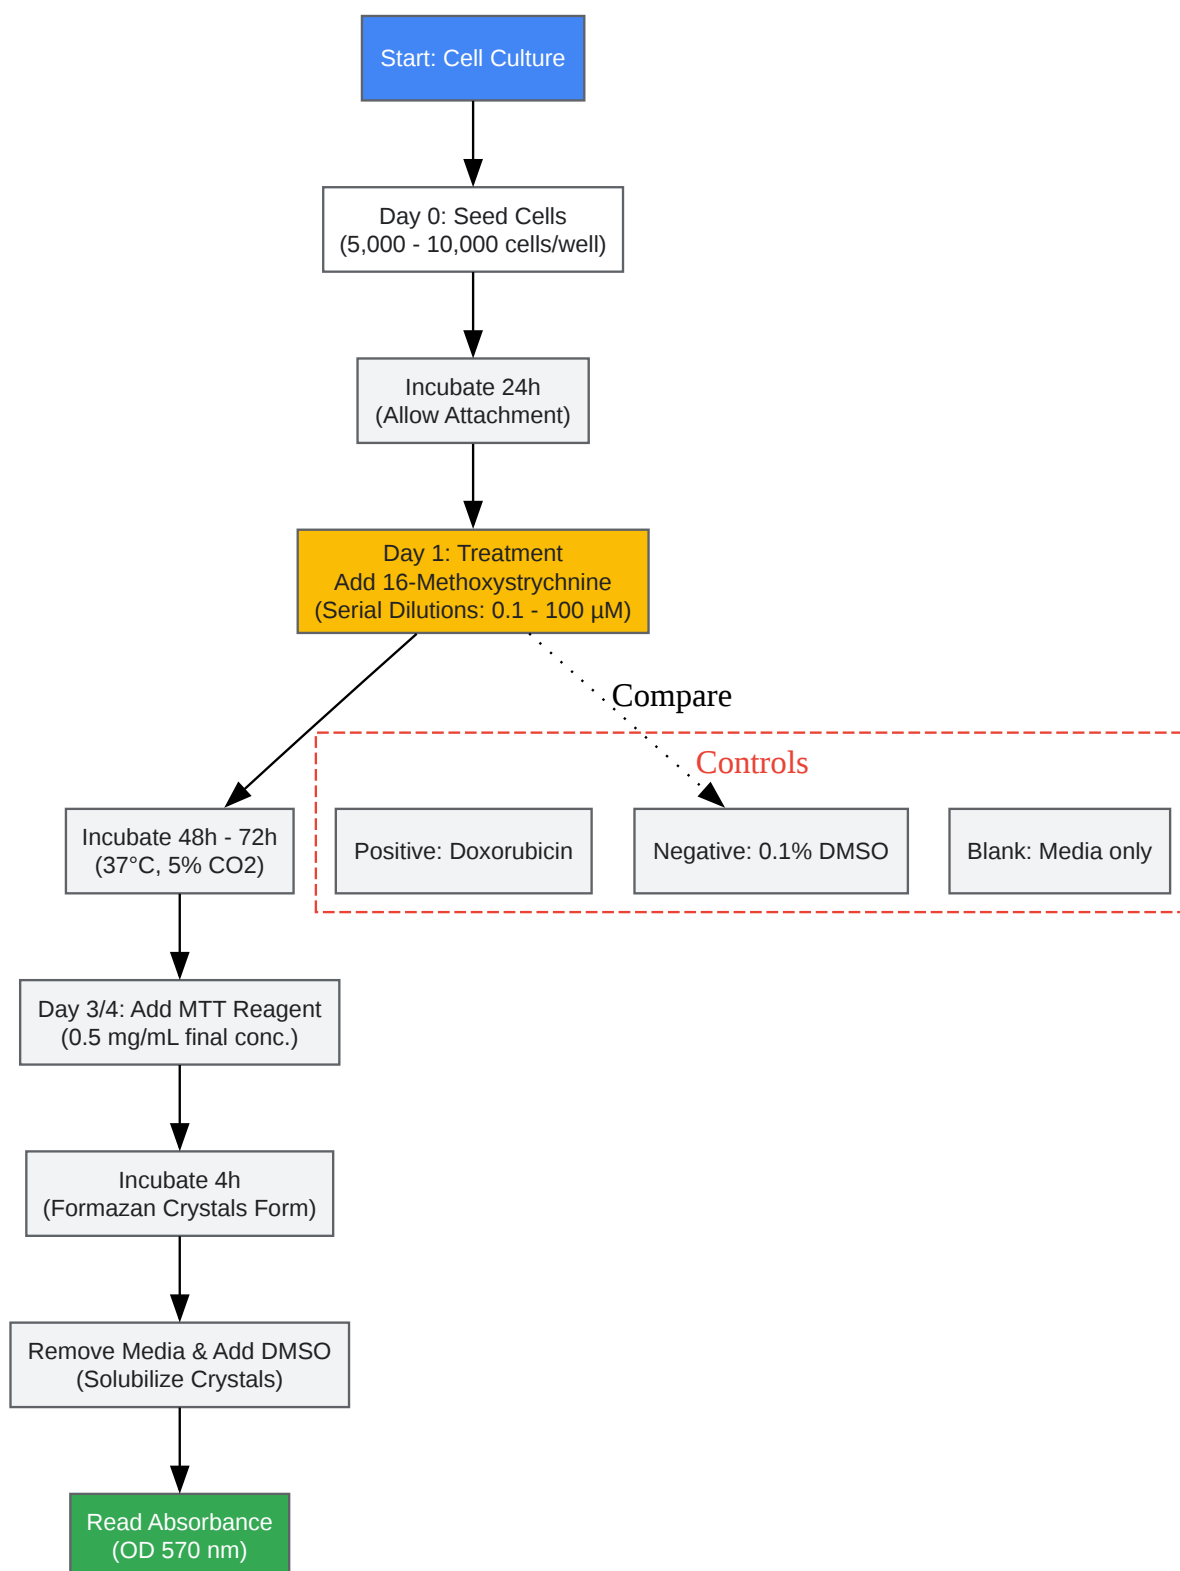 Start: Cell Culture
Day 0: Seed Cells
(5,000 - 10,000 cells/well)
Incubate 24h
(Allow Attachment)
Day 1: Treatment
Add 16-Methoxystrychnine
(Serial Dilutions: 0.1 - 100 µM)
Compare
Controls
Incubate 48h - 72h
(37°C, 5% CO2)
Positive: Doxorubicin
Negative: 0.1% DMSO
Blank: Media only
Day 3/4: Add MTT Reagent
(0.5 mg/mL final conc.)
Incubate 4h
(Formazan Crystals Form)
Remove Media & Add DMSO
(Solubilize Crystals)
Read Absorbance
(OD 570 nm)